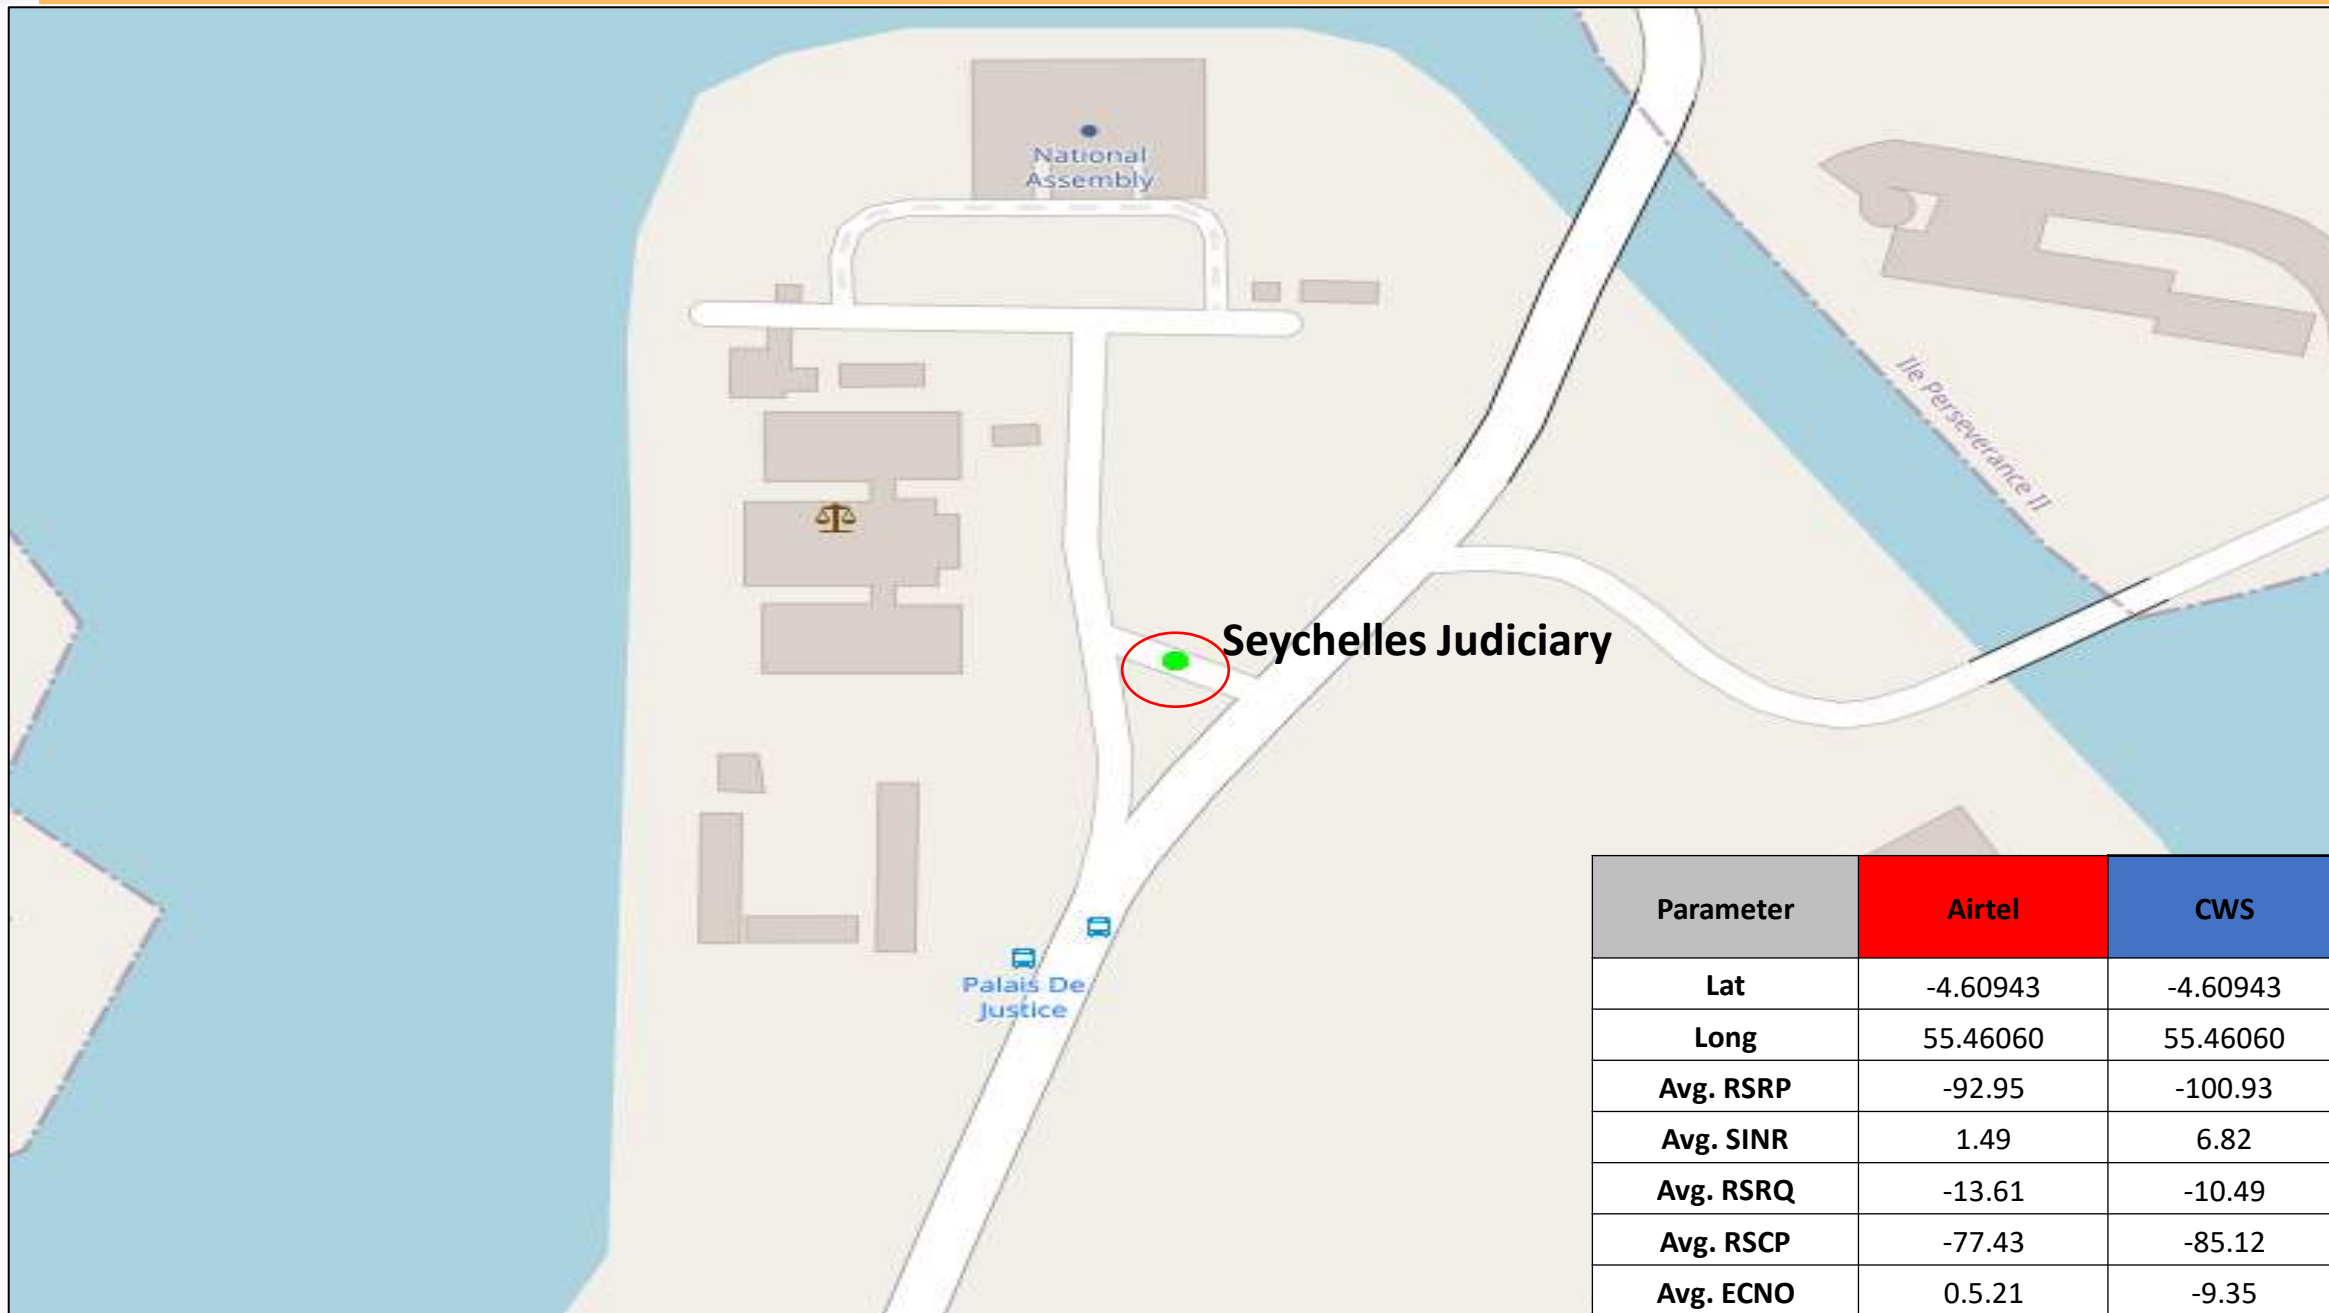 National
Assembly
Ile Perseverance II
Seychelles Judiciary
Palais De
Justice
Parameter Airtel CWS
Lat -4.60943 -4.60943
Long 55.46060 55.46060
Avg. RSRP -92.95 -100.93
Avg. SINR 1.49 6.82
Avg. RSRQ -13.61 -10.49
Avg. RSCP -77.43 -85.12
Avg. ECNO 0.5.21 -9.35